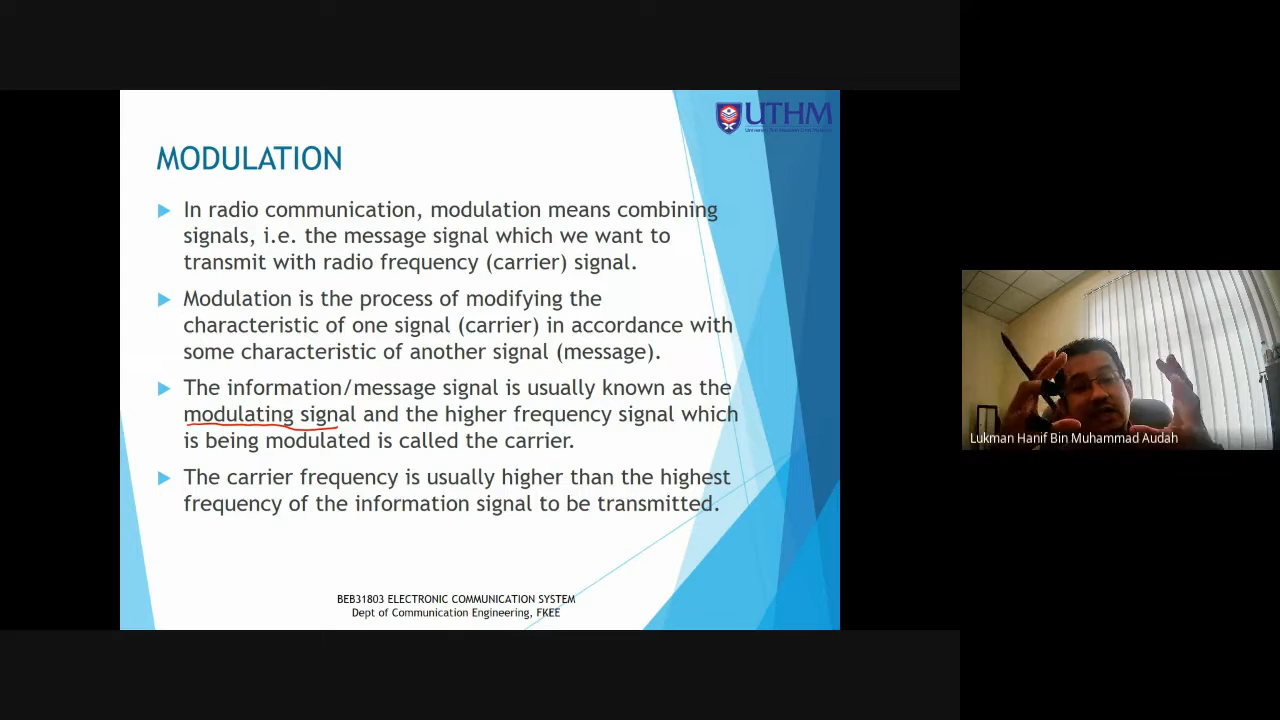 UTHM
MODULATION
In radio communication, modulation means combining
signals, i.e. the message signal which we want to
transmit with radio frequency (carrier) signal.
Modulation is the process of modifying the
characteristic of one signal (carrier) in accordance with
some characteristic of another signal (message).
The information/message signal is usually known as the
modulating signal and the higher frequency signal which
is being modulated is called the carrier.
The carrier frequency is usually higher than the highest
frequency of the information signal to be transmitted.
BEB31803 ELECTRONIC COMMUNICATION SYSTEM
Dept of Communication Engineering, FKEE
Lukman Hanif Bin Muhammad Audah